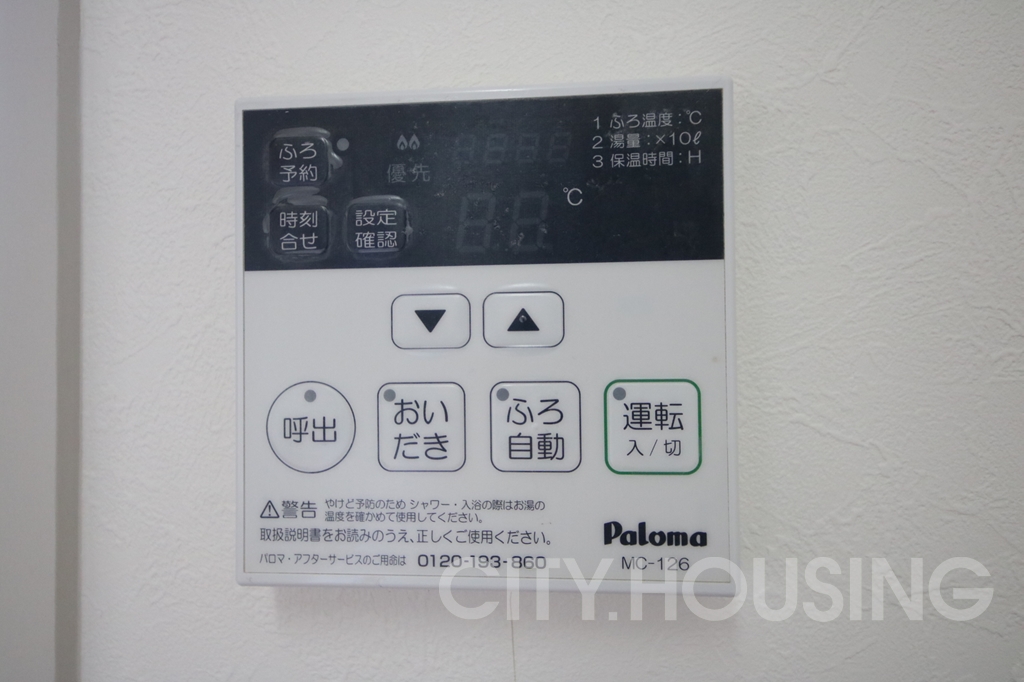 ふろ
予約
優先
1 ふろ温度:℃
2 湯量:×10ℓ
3 保温時間:H
時刻
合せ
設定
確認
℃
▼ ▲
呼出
おい
だき
ふろ
自動
運転
入/切
⚠警告 やけど予防のため シャワー・入浴の際はお湯の
温度を確かめて使用してください。
取扱説明書をお読みのうえ、正しくご使用ください。
パロマ・アフターサービスのご用命は 0120-193-860
Paloma
MC-126
CITY.HOUSING